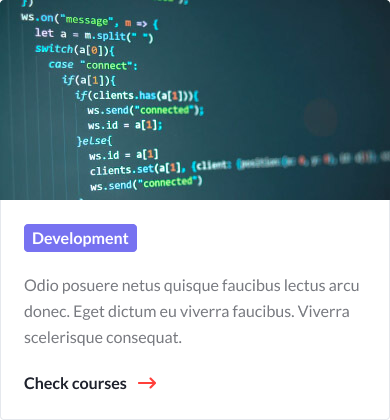 })
ws.on("message", m => {
let a = m.split(" ")
switch(a[0]){
case "connect":
if(a[1]){
if(clients.has(a[1])){
ws.send("connected");
ws.id = a[1];
}else{
ws.id = a[1]
clients.set(a[1], {client: {position
ws.send("connected")
Development
Odio posuere netus quisque faucibus lectus arcu
donec. Eget dictum eu viverra faucibus. Viverra
scelerisque consequat.
Check courses